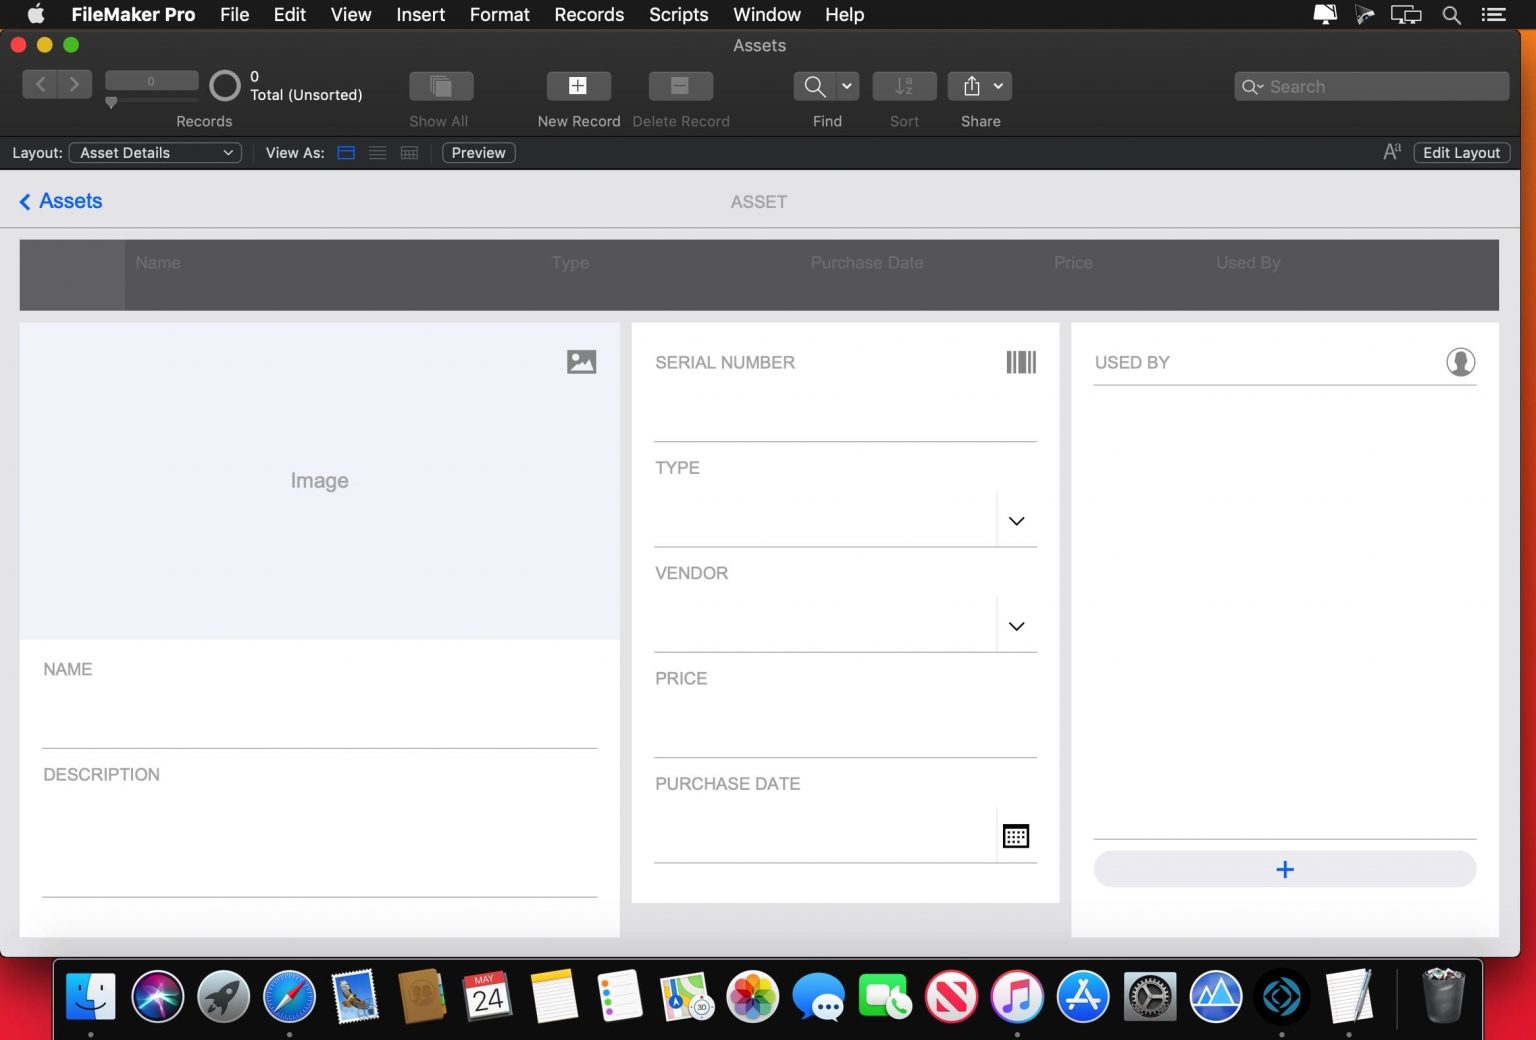 FileMaker Pro File Edit View Insert Format Records Scripts Window Help
Assets
0
0
Total (Unsorted)
Records Show All New Record Delete Record Find Sort Share
Search
Layout: Asset Details View As: Preview Aa Edit Layout
Assets
ASSET
Name Type Purchase Date Price Used By
Image
NAME
DESCRIPTION
SERIAL NUMBER
TYPE
VENDOR
PRICE
PURCHASE DATE
USED BY
+
MAY
24
3D